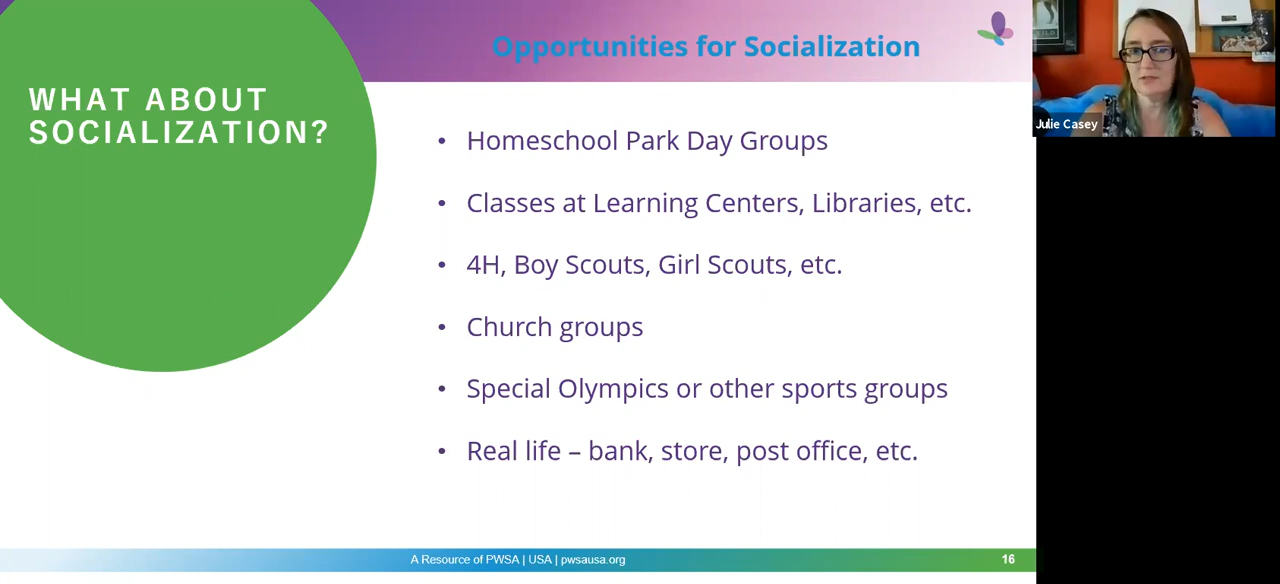 WHAT ABOUT
SOCIALIZATION?
Opportunities for Socialization
• Homeschool Park Day Groups
• Classes at Learning Centers, Libraries, etc.
• 4H, Boy Scouts, Girl Scouts, etc.
• Church groups
• Special Olympics or other sports groups
• Real life – bank, store, post office, etc.
A Resource of PWSA | USA | pwsausa.org
16
Julie Casey